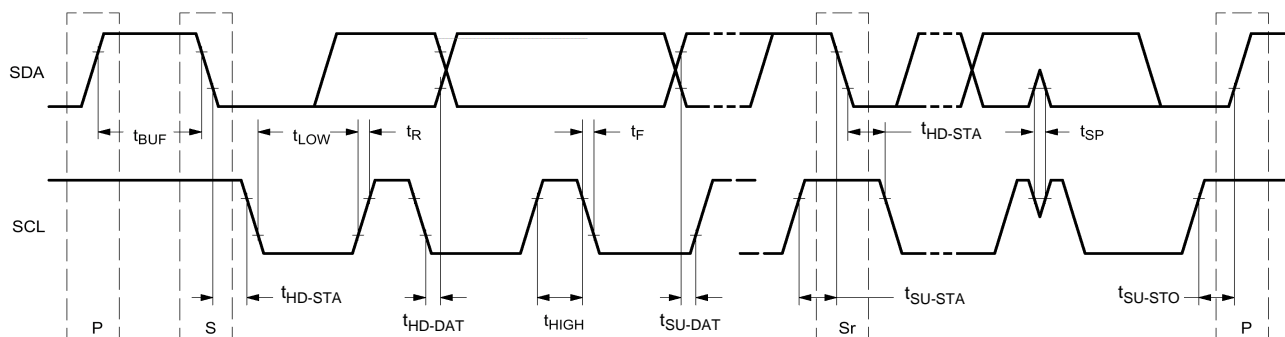 SDA
tBUF
tLOW
tR
tF
tHD-STA
tSP
SCL
tHD-STA
tHD-DAT
tHIGH
tSU-DAT
tSU-STA
tSU-STO
P
S
Sr
P